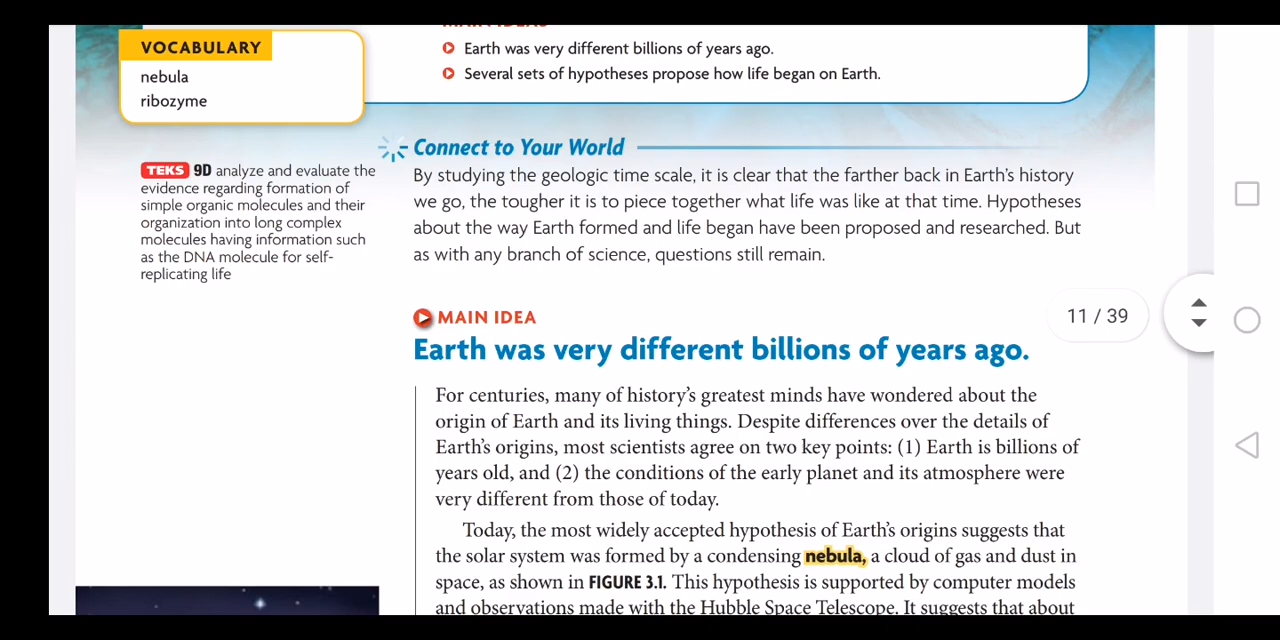 MAIN IDEAS
VOCABULARY
nebula
ribozyme
Earth was very different billions of years ago.
Several sets of hypotheses propose how life began on Earth.
TEKS 9D analyze and evaluate the
evidence regarding formation of
simple organic molecules and their
organization into long complex
molecules having information such
as the DNA molecule for self-
replicating life
Connect to Your World
By studying the geologic time scale, it is clear that the farther back in Earth's history
we go, the tougher it is to piece together what life was like at that time. Hypotheses
about the way Earth formed and life began have been proposed and researched. But
as with any branch of science, questions still remain.
MAIN IDEA
Earth was very different billions of years ago.
11 / 39
For centuries, many of history's greatest minds have wondered about the
origin of Earth and its living things. Despite differences over the details of
Earth's origins, most scientists agree on two key points: (1) Earth is billions of
years old, and (2) the conditions of the early planet and its atmosphere were
very different from those of today.
Today, the most widely accepted hypothesis of Earth's origins suggests that
the solar system was formed by a condensing nebula, a cloud of gas and dust in
space, as shown in FIGURE 3.1. This hypothesis is supported by computer models
and observations made with the Hubble Space Telescope. It suggests that about